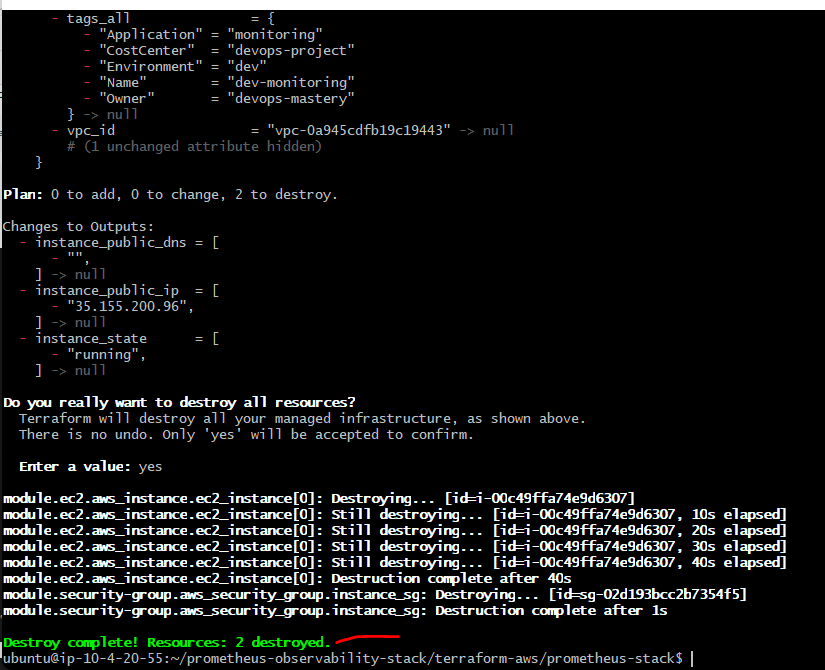 - tags_all = {
- "Application" = "monitoring"
- "CostCenter" = "devops-project"
- "Environment" = "dev"
- "Name" = "dev-monitoring"
- "Owner" = "devops-mastery"
} -> null
- vpc_id = "vpc-0a945cdfb19c19443" -> null
# (1 unchanged attribute hidden)
}
Plan: 0 to add, 0 to change, 2 to destroy.
Changes to Outputs:
- instance_public_dns = [
- "",
] -> null
- instance_public_ip = [
- "35.155.200.96",
] -> null
- instance_state = [
- "running",
] -> null
Do you really want to destroy all resources?
Terraform will destroy all your managed infrastructure, as shown above.
There is no undo. Only 'yes' will be accepted to confirm.
Enter a value: yes
module.ec2.aws_instance.ec2_instance[0]: Destroying... [id=i-00c49ffa74e9d6307]
module.ec2.aws_instance.ec2_instance[0]: Still destroying... [id=i-00c49ffa74e9d6307, 10s elapsed]
module.ec2.aws_instance.ec2_instance[0]: Still destroying... [id=i-00c49ffa74e9d6307, 20s elapsed]
module.ec2.aws_instance.ec2_instance[0]: Still destroying... [id=i-00c49ffa74e9d6307, 30s elapsed]
module.ec2.aws_instance.ec2_instance[0]: Still destroying... [id=i-00c49ffa74e9d6307, 40s elapsed]
module.ec2.aws_instance.ec2_instance[0]: Destruction complete after 40s
module.security-group.aws_security_group.instance_sg: Destroying... [id=sg-02d193bcc2b7354f5]
module.security-group.aws_security_group.instance_sg: Destruction complete after 1s
Destroy complete! Resources: 2 destroyed.
ubuntu@ip-10-4-20-55:~/prometheus-observability-stack/terraform-aws/prometheus-stack$